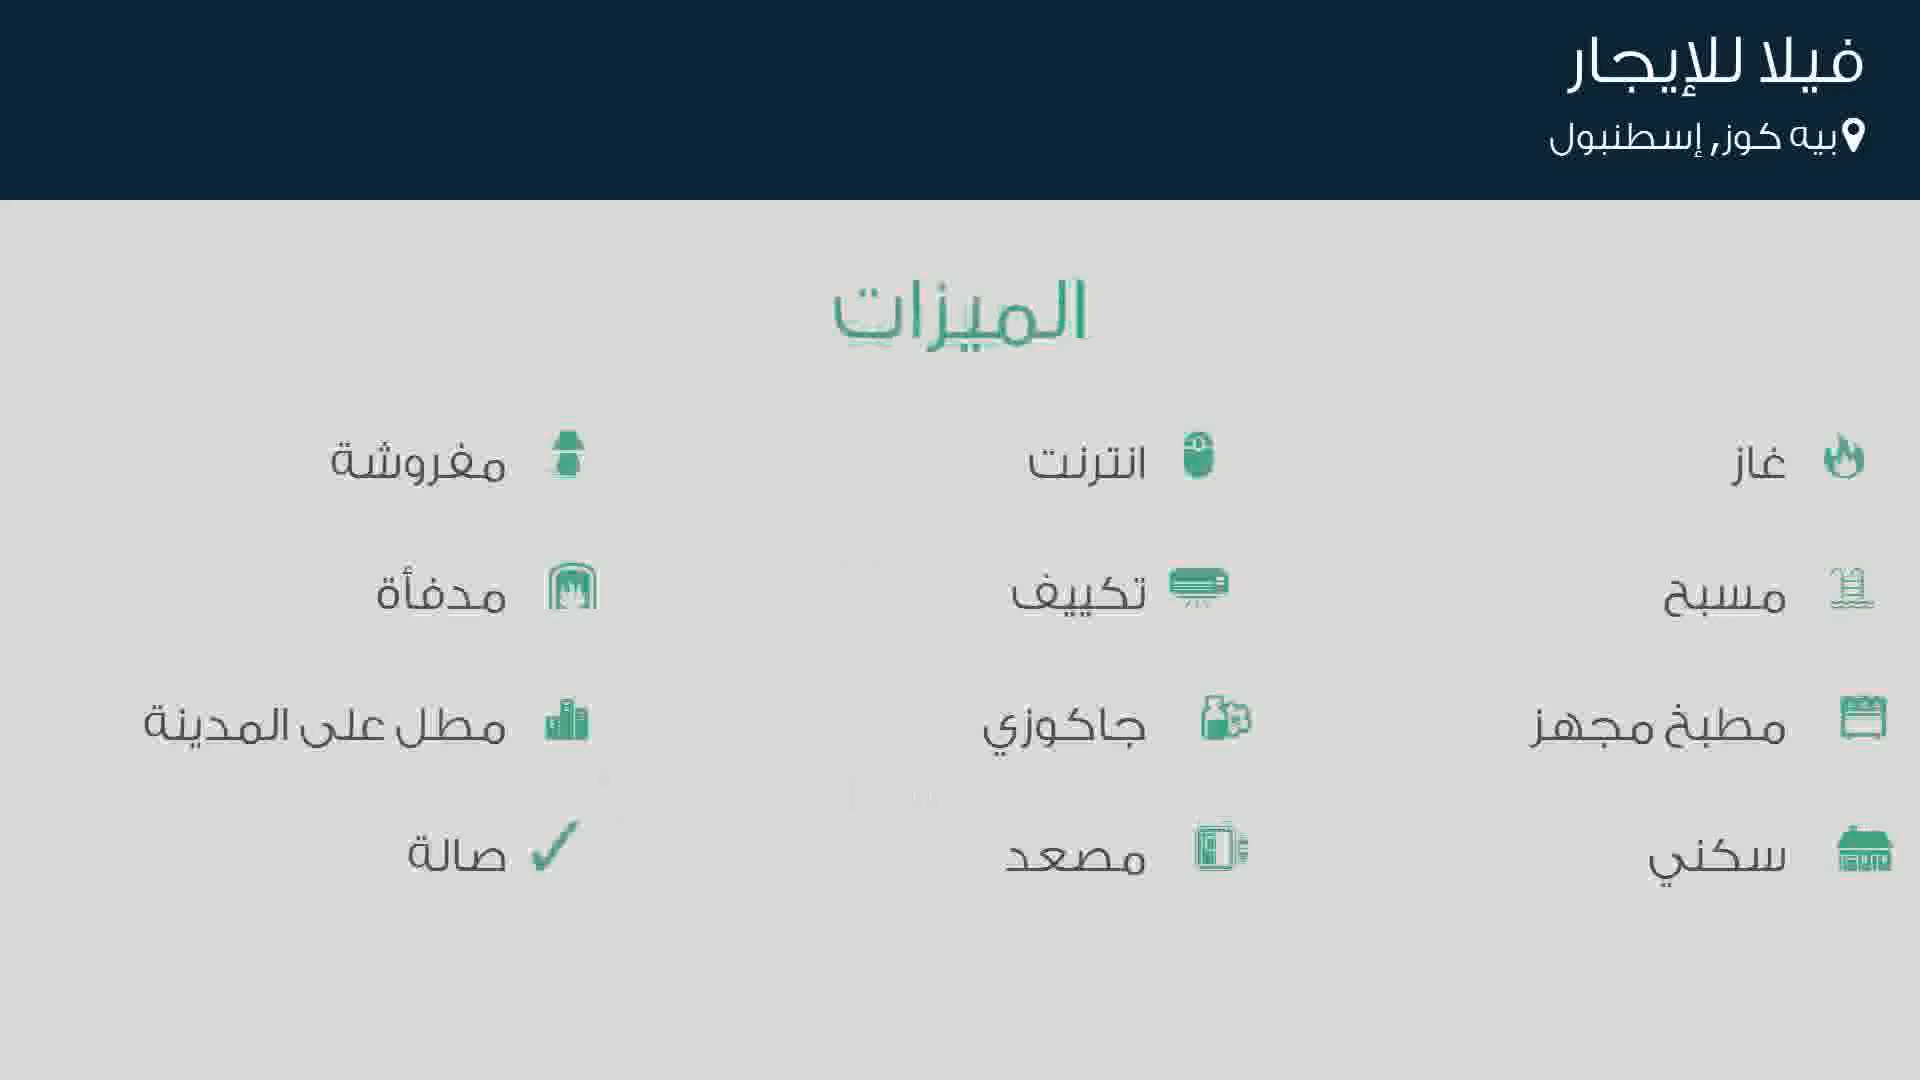 فيلا للإيجار
بيه كوز, إسطنبول
الميزات
غاز
انترنت
مفروشة
مسبح
تكييف
مدفأة
مطبخ مجهز
جاكوزي
مطل على المدينة
سكني
مصعد
صالة